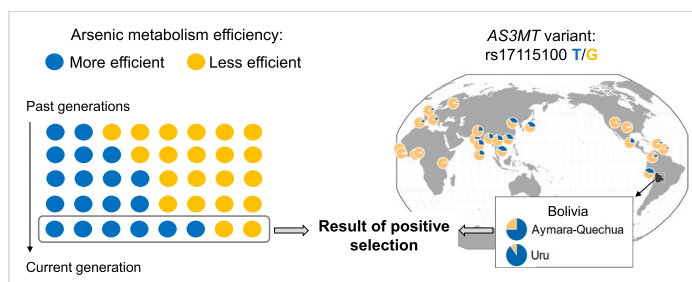 Arsenic metabolism efficiency:
More efficient
Less efficient
Past generations
Current generation
Result of positive
selection
AS3MT variant:
rs17115100 T/G
Bolivia
Aymara-Quechua
Uru